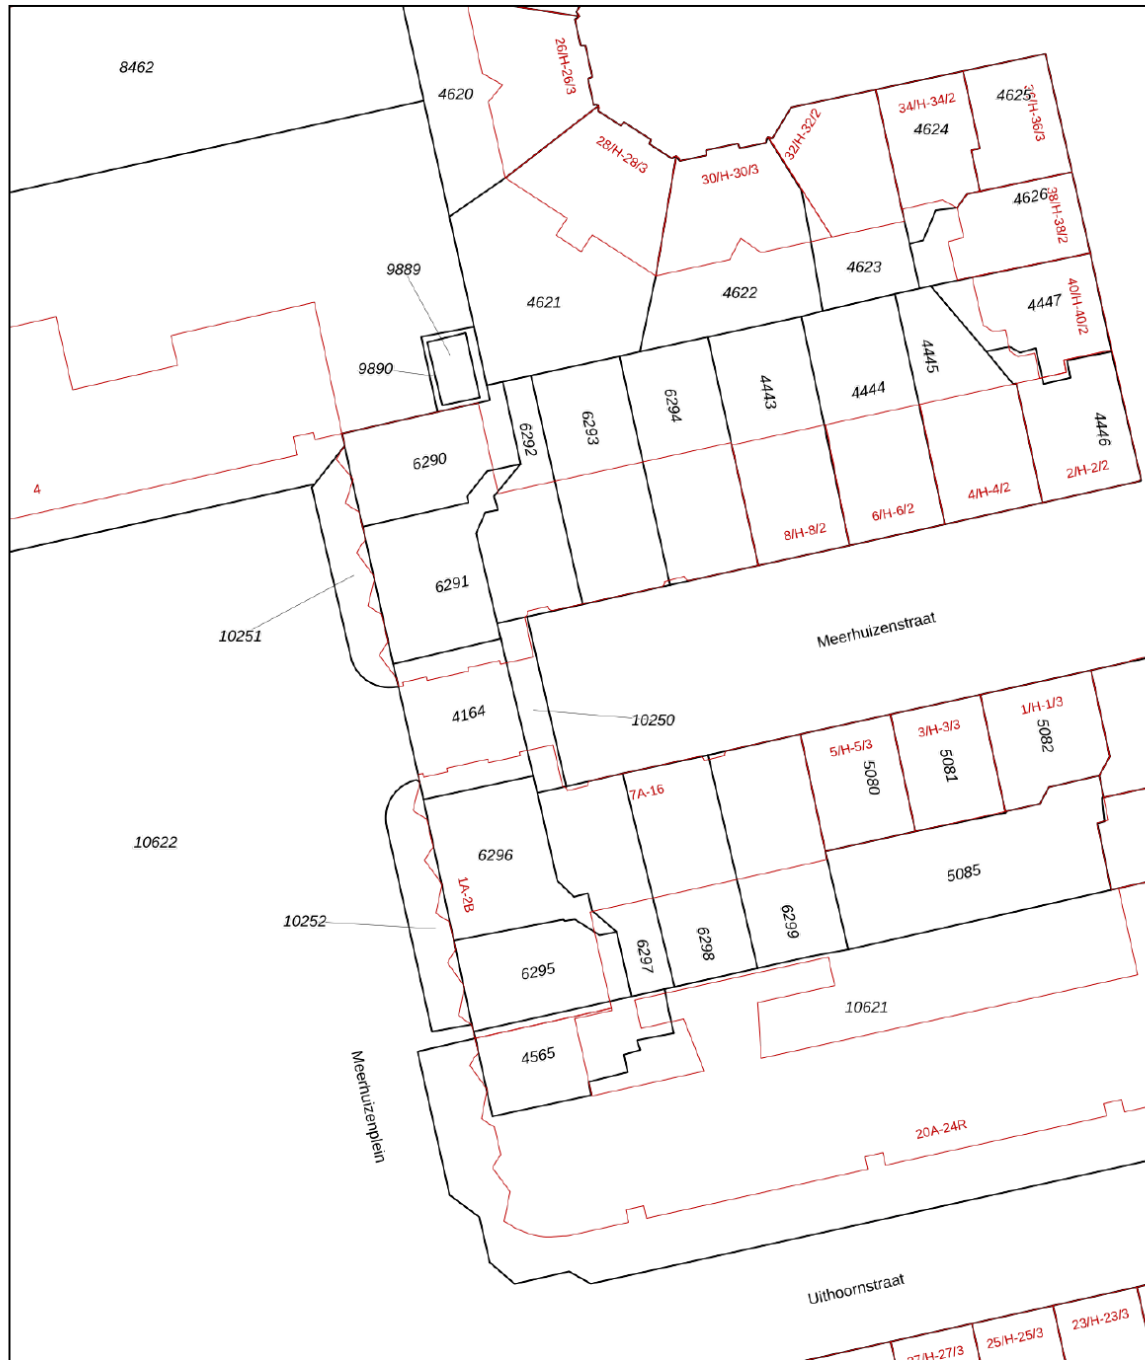 8462
4620
26/H-26/3
28/H-28/3
30/H-30/3
32/H-32/2
34/H-34/2
4624
4625
36/H-36/3
4626
38/H-38/2
9889
4621
4622
4623
4447
40/H-40/2
9890
6290
6292
6293
6294
4443
4444
4445
4446
4
2/H-2/2
4/H-4/2
6/H-6/2
8/H-8/2
6291
10251
Meerhuizenstraat
4164
10250
1/H-1/3
3/H-3/3
5/H-5/3
5082
5081
5080
7A-16
10622
6296
1A-2B
5085
10252
6295
6297
6298
6299
10621
4565
Meerhuizenplein
20A-24R
Uithoornstraat
23/H-23/3
25/H-25/3
27/H-27/3